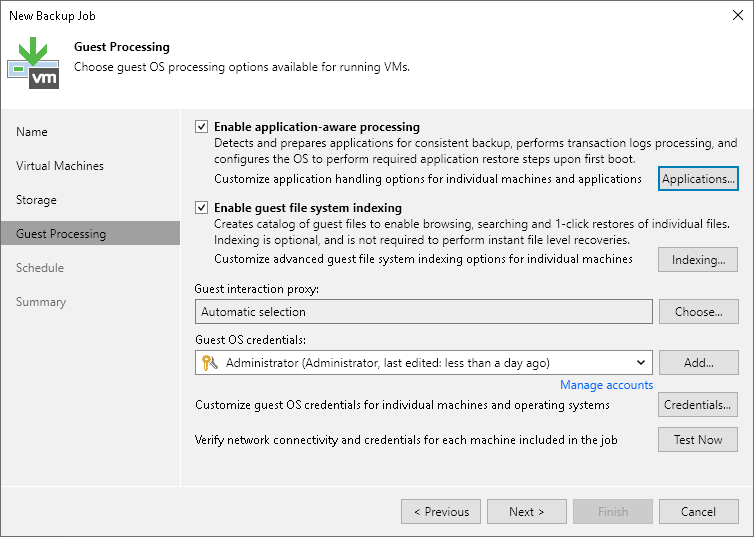 New Backup Job
Guest Processing
Choose guest OS processing options available for running VMs.
vm
Name
Virtual Machines
Storage
Guest Processing
Schedule
Summary
Enable application-aware processing
Detects and prepares applications for consistent backup, performs transaction logs processing, and
configures the OS to perform required application restore steps upon first boot.
Customize application handling options for individual machines and applications
Applications...
Enable guest file system indexing
Creates catalog of guest files to enable browsing, searching and 1-click restores of individual files.
Indexing is optional, and is not required to perform instant file level recoveries.
Customize advanced guest file system indexing options for individual machines
Indexing...
Guest interaction proxy:
Automatic selection
Choose...
Guest OS credentials:
Administrator (Administrator, last edited: less than a day ago)
Add...
Manage accounts
Customize guest OS credentials for individual machines and operating systems
Credentials...
Verify network connectivity and credentials for each machine included in the job
Test Now
< Previous
Next >
Finish
Cancel